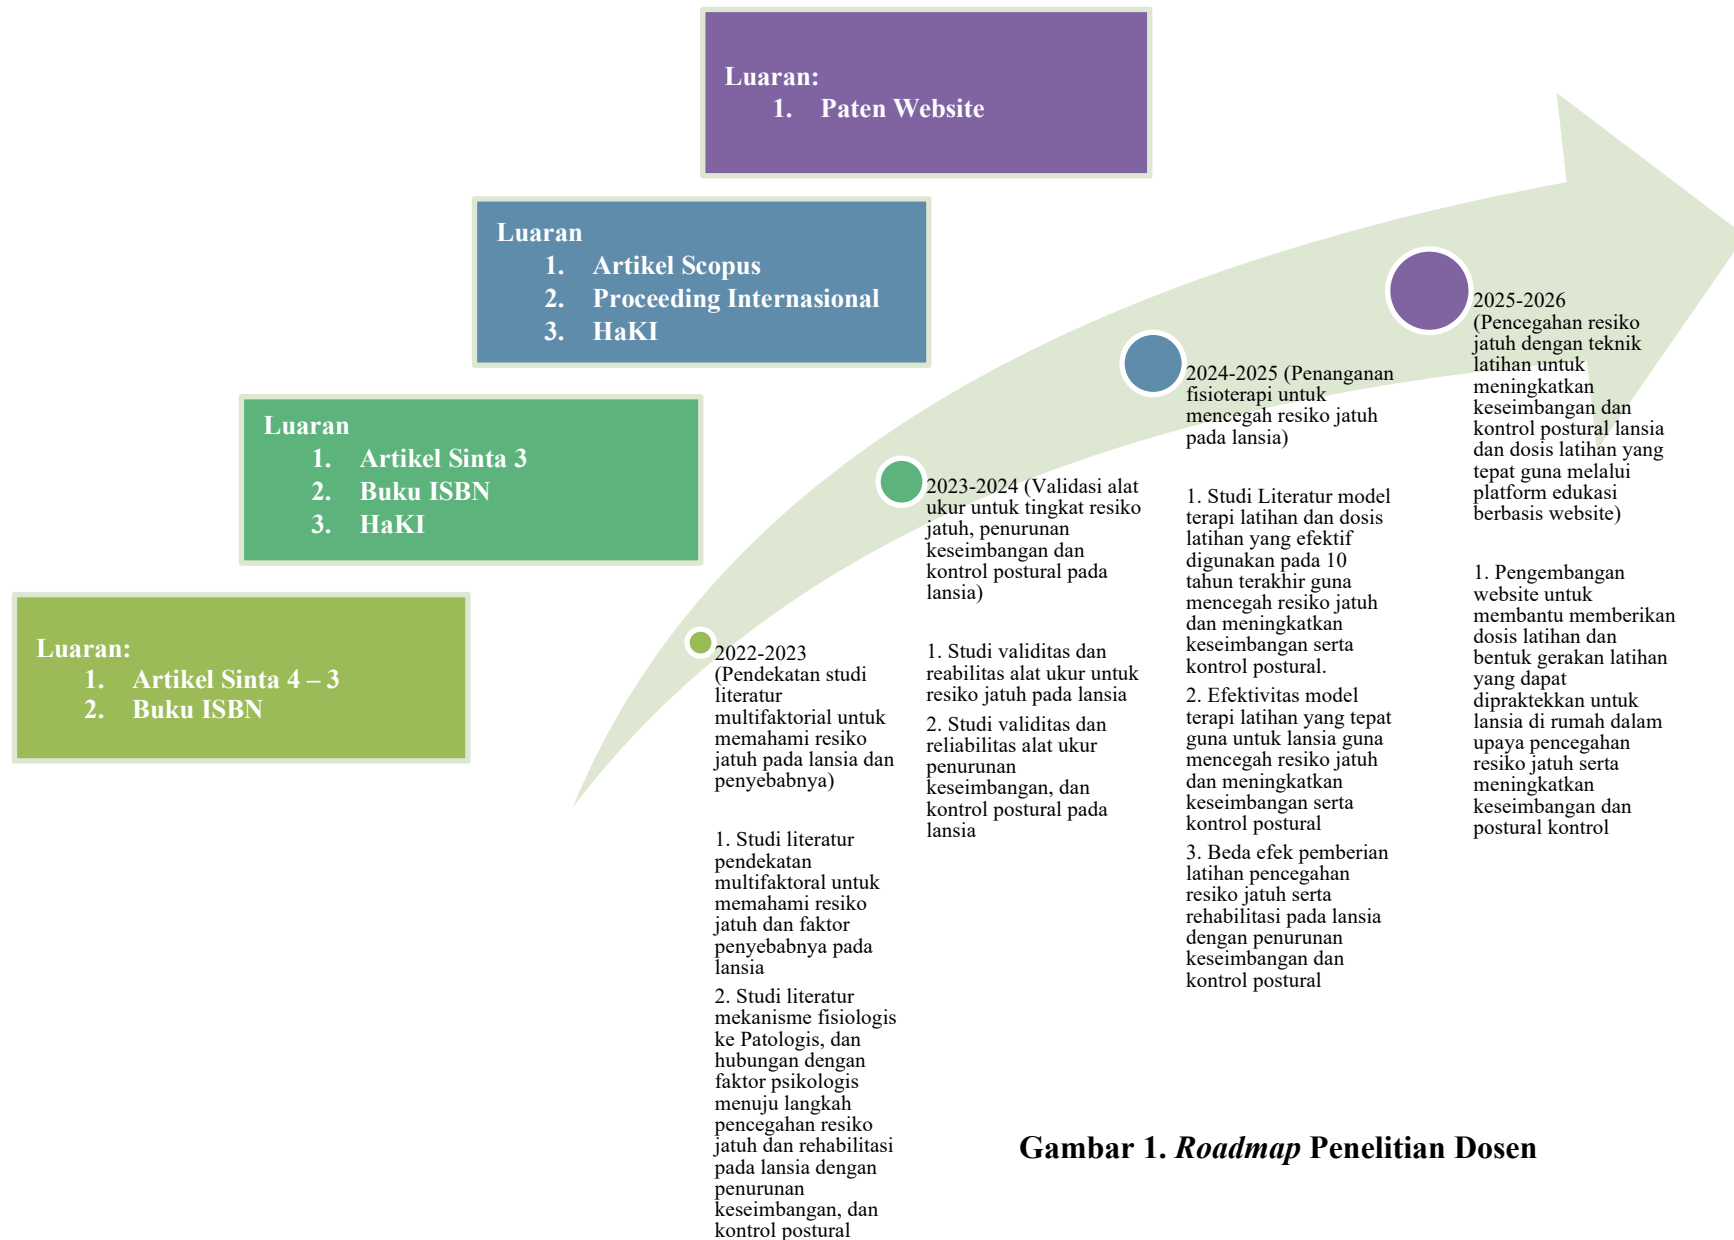 Luaran:
1. Paten Website
Luaran
1. Artikel Scopus
2. Proceeding Internasional
3. HaKI
Luaran
1. Artikel Sinta 3
2. Buku ISBN
3. HaKI
Luaran:
1. Artikel Sinta 4 – 3
2. Buku ISBN
2022-2023
(Pendekatan studi
literatur
multifaktorial untuk
memahami resiko
jatuh pada lansia dan
penyebabnya)
1. Studi literatur
pendekatan
multifaktoral untuk
memahami resiko
jatuh dan faktor
penyebabnya pada
lansia
2. Studi literatur
mekanisme fisiologis
ke Patologis, dan
hubungan dengan
faktor psikologis
menuju langkah
pencegahan resiko
jatuh dan rehabilitasi
pada lansia dengan
penurunan
keseimbangan, dan
kontrol postural
2023-2024 (Validasi alat
ukur untuk tingkat resiko
jatuh, penurunan
keseimbangan dan
kontrol postural pada
lansia)
1. Studi validitas dan
reabilitas alat ukur untuk
resiko jatuh pada lansia
2. Studi validitas dan
reliabilitas alat ukur
penurunan
keseimbangan, dan
kontrol postural pada
lansia
2024-2025 (Penanganan
fisioterapi untuk
mencegah resiko jatuh
pada lansia)
1. Studi Literatur model
terapi latihan dan dosis
latihan yang efektif
digunakan pada 10
tahun terakhir guna
mencegah resiko jatuh
dan meningkatkan
keseimbangan serta
kontrol postural.
2. Efektivitas model
terapi latihan yang tepat
guna untuk lansia guna
mencegah resiko jatuh
dan meningkatkan
keseimbangan serta
kontrol postural
3. Beda efek pemberian
latihan pencegahan
resiko jatuh serta
rehabilitasi pada lansia
dengan penurunan
keseimbangan dan
kontrol postural
2025-2026
(Pencegahan resiko
jatuh dengan teknik
latihan untuk
meningkatkan
keseimbangan dan
kontrol postural lansia
dan dosis latihan yang
tepat guna melalui
platform edukasi
berbasis website)
1. Pengembangan
website untuk
membantu memberikan
dosis latihan dan
bentuk gerakan latihan
yang dapat
dipraktekkan untuk
lansia di rumah dalam
upaya pencegahan
resiko jatuh serta
meningkatkan
keseimbangan dan
postural kontrol
Gambar 1. Roadmap Penelitian Dosen